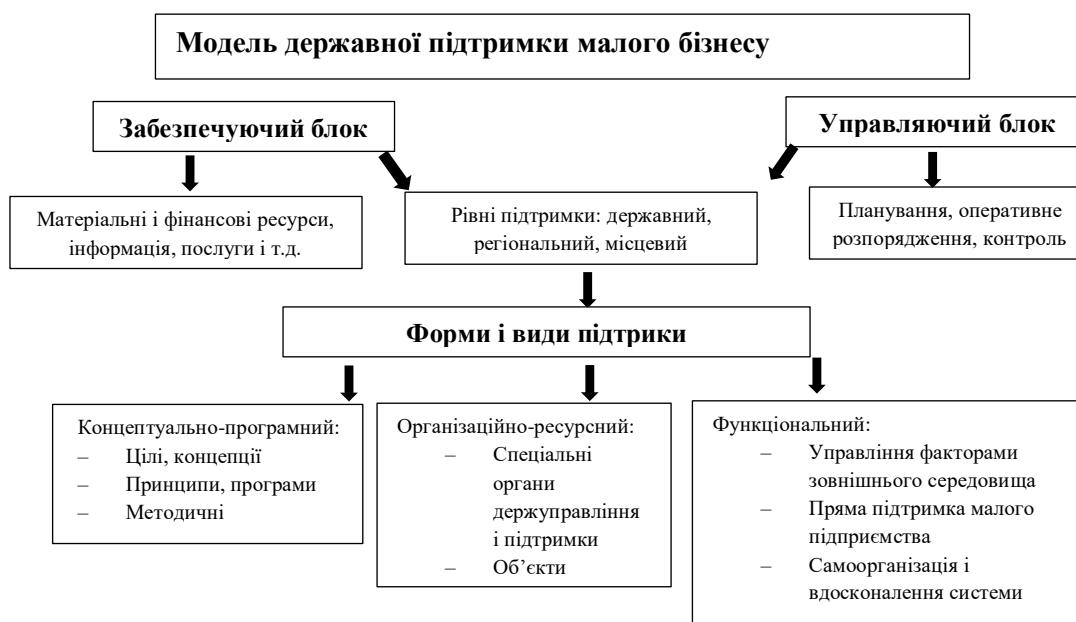 Модель державної підтримки малого бізнесу
Забезпечуючий блок
Управляючий блок
Матеріальні і фінансові ресурси,
інформація, послуги і т.д.
Рівні підтримки: державний,
регіональний, місцевий
Планування, оперативне
розпорядження, контроль
Форми і види підтрики
Концептуально-програмний:
– Цілі, концепції
– Принципи, програми
– Методичні
Організаційно-ресурсний:
– Спеціальні
органи
держуправління
і підтримки
– Об’єкти
Функціональний:
– Управління факторами
зовнішнього середовища
– Пряма підтримка малого
підприємства
– Самоорганізація і
вдосконалення системи